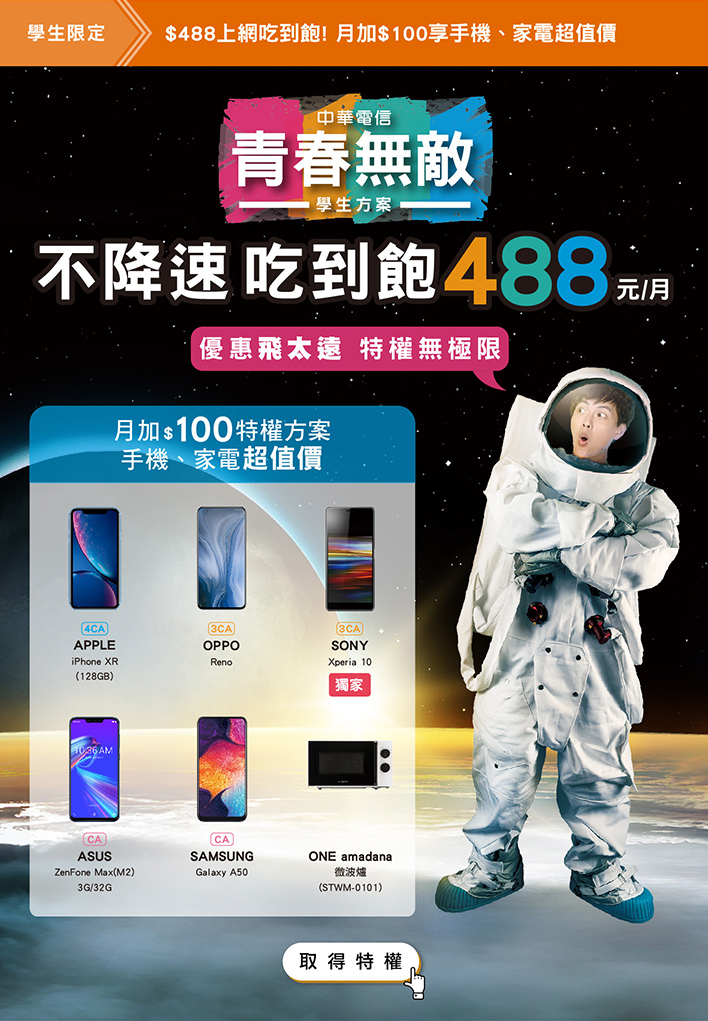 學生限定
$488上網吃到飽! 月加$100享手機、家電超值價
中華電信
青春無敵
學生方案
不降速 吃到飽488元/月
優惠飛太遠 特權無極限
月加$100特權方案
手機、家電超值價
4CA
APPLE
iPhone XR
(128GB)
3CA
OPPO
Reno
3CA
SONY
Xperia 10
獨家
10:36 AM
CA
ASUS
ZenFone Max(M2)
3G/32G
CA
SAMSUNG
Galaxy A50
ONE amadana
微波爐
(STWM-0101)
取得特權